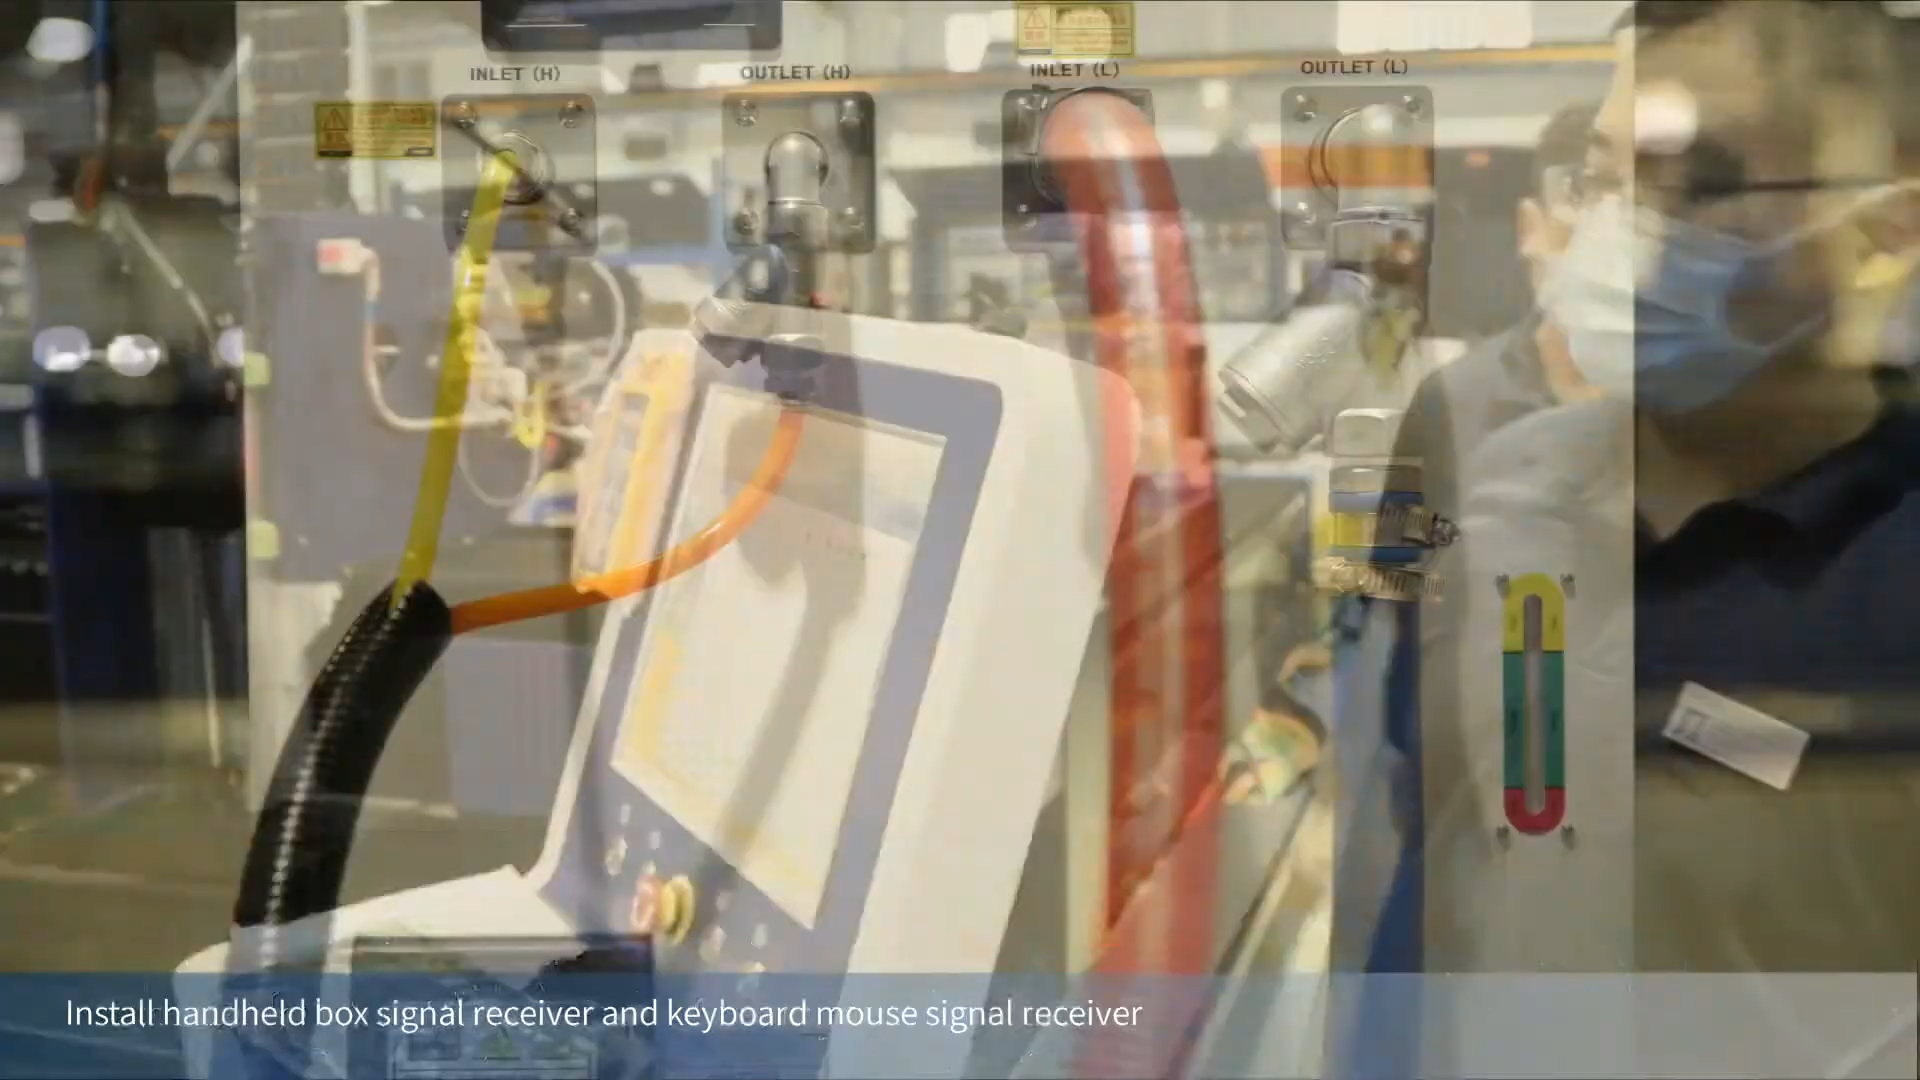 INLET (H)
OUTLET (H)
INLET (L)
OUTLET (L)
Install handheld box signal receiver and keyboard mouse signal receiver